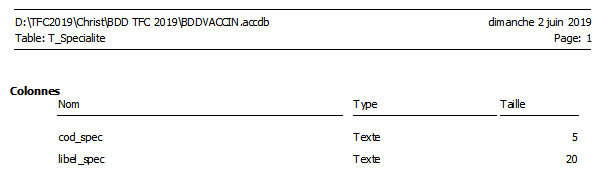 D:\TFC2019\Christ\BDD TFC 2019\BDDVACCIN.accdb dimanche 2 juin 2019
Table: T_Specialite Page: 1
Colonnes
Nom Type Taille
cod_spec Texte 5
libel_spec Texte 20